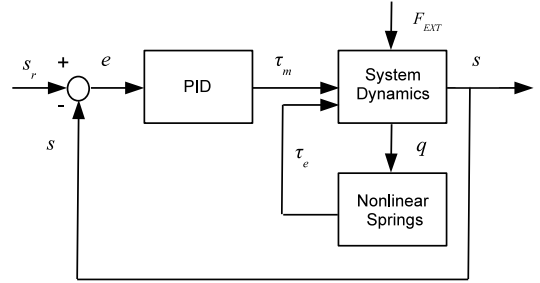 F_EXT
s_r
+
e
PID
τ_m
System
Dynamics
s
-
s
τ_e
q
Nonlinear
Springs